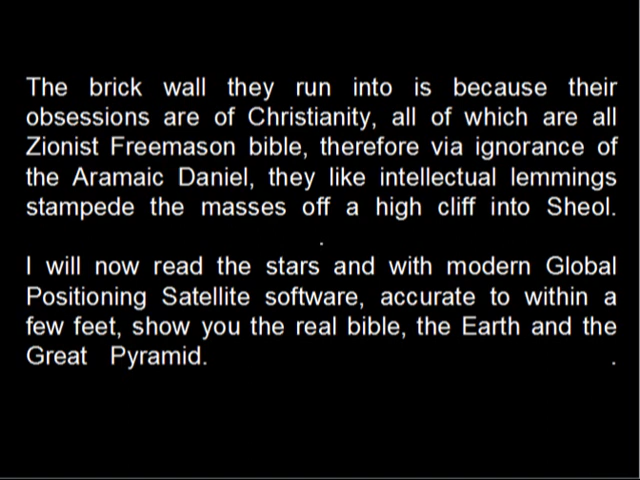 The brick wall they run into is because their
obsessions are of Christianity, all of which are all
Zionist Freemason bible, therefore via ignorance of
the Aramaic Daniel, they like intellectual lemmings
stampede the masses off a high cliff into Sheol.
.
I will now read the stars and with modern Global
Positioning Satellite software, accurate to within a
few feet, show you the real bible, the Earth and the
Great Pyramid. .